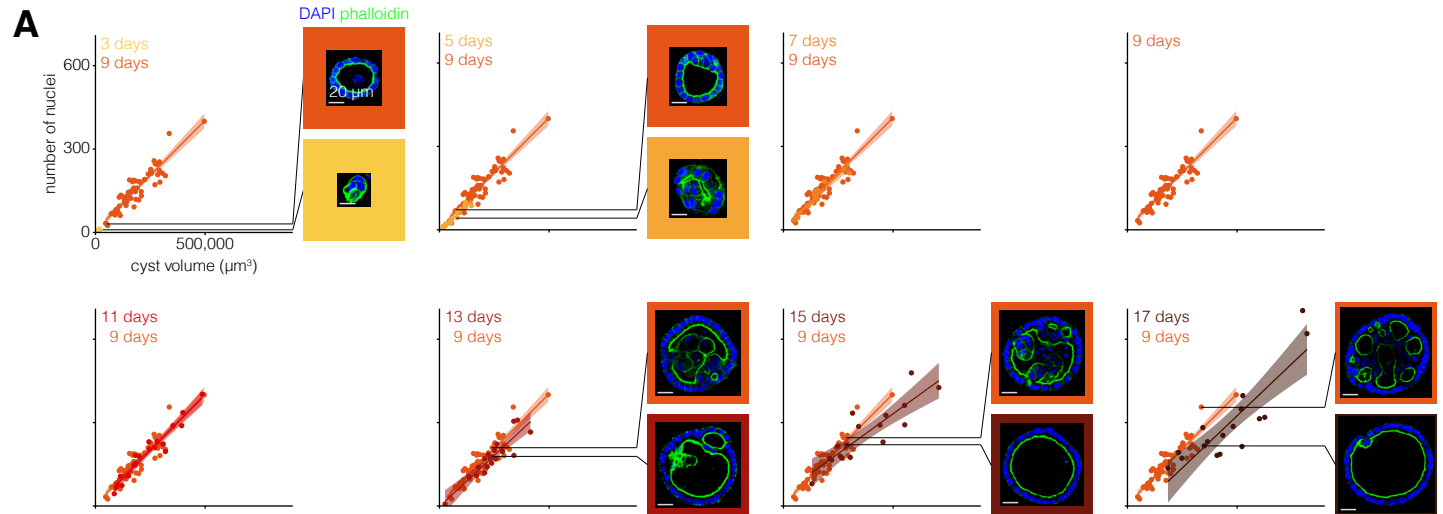 A
DAPI phalloidin
3 days
9 days
600
300
0
number of nuclei
0
500,000
cyst volume (µm³)
20 µm
5 days
9 days
7 days
9 days
9 days
11 days
9 days
13 days
9 days
15 days
9 days
17 days
9 days